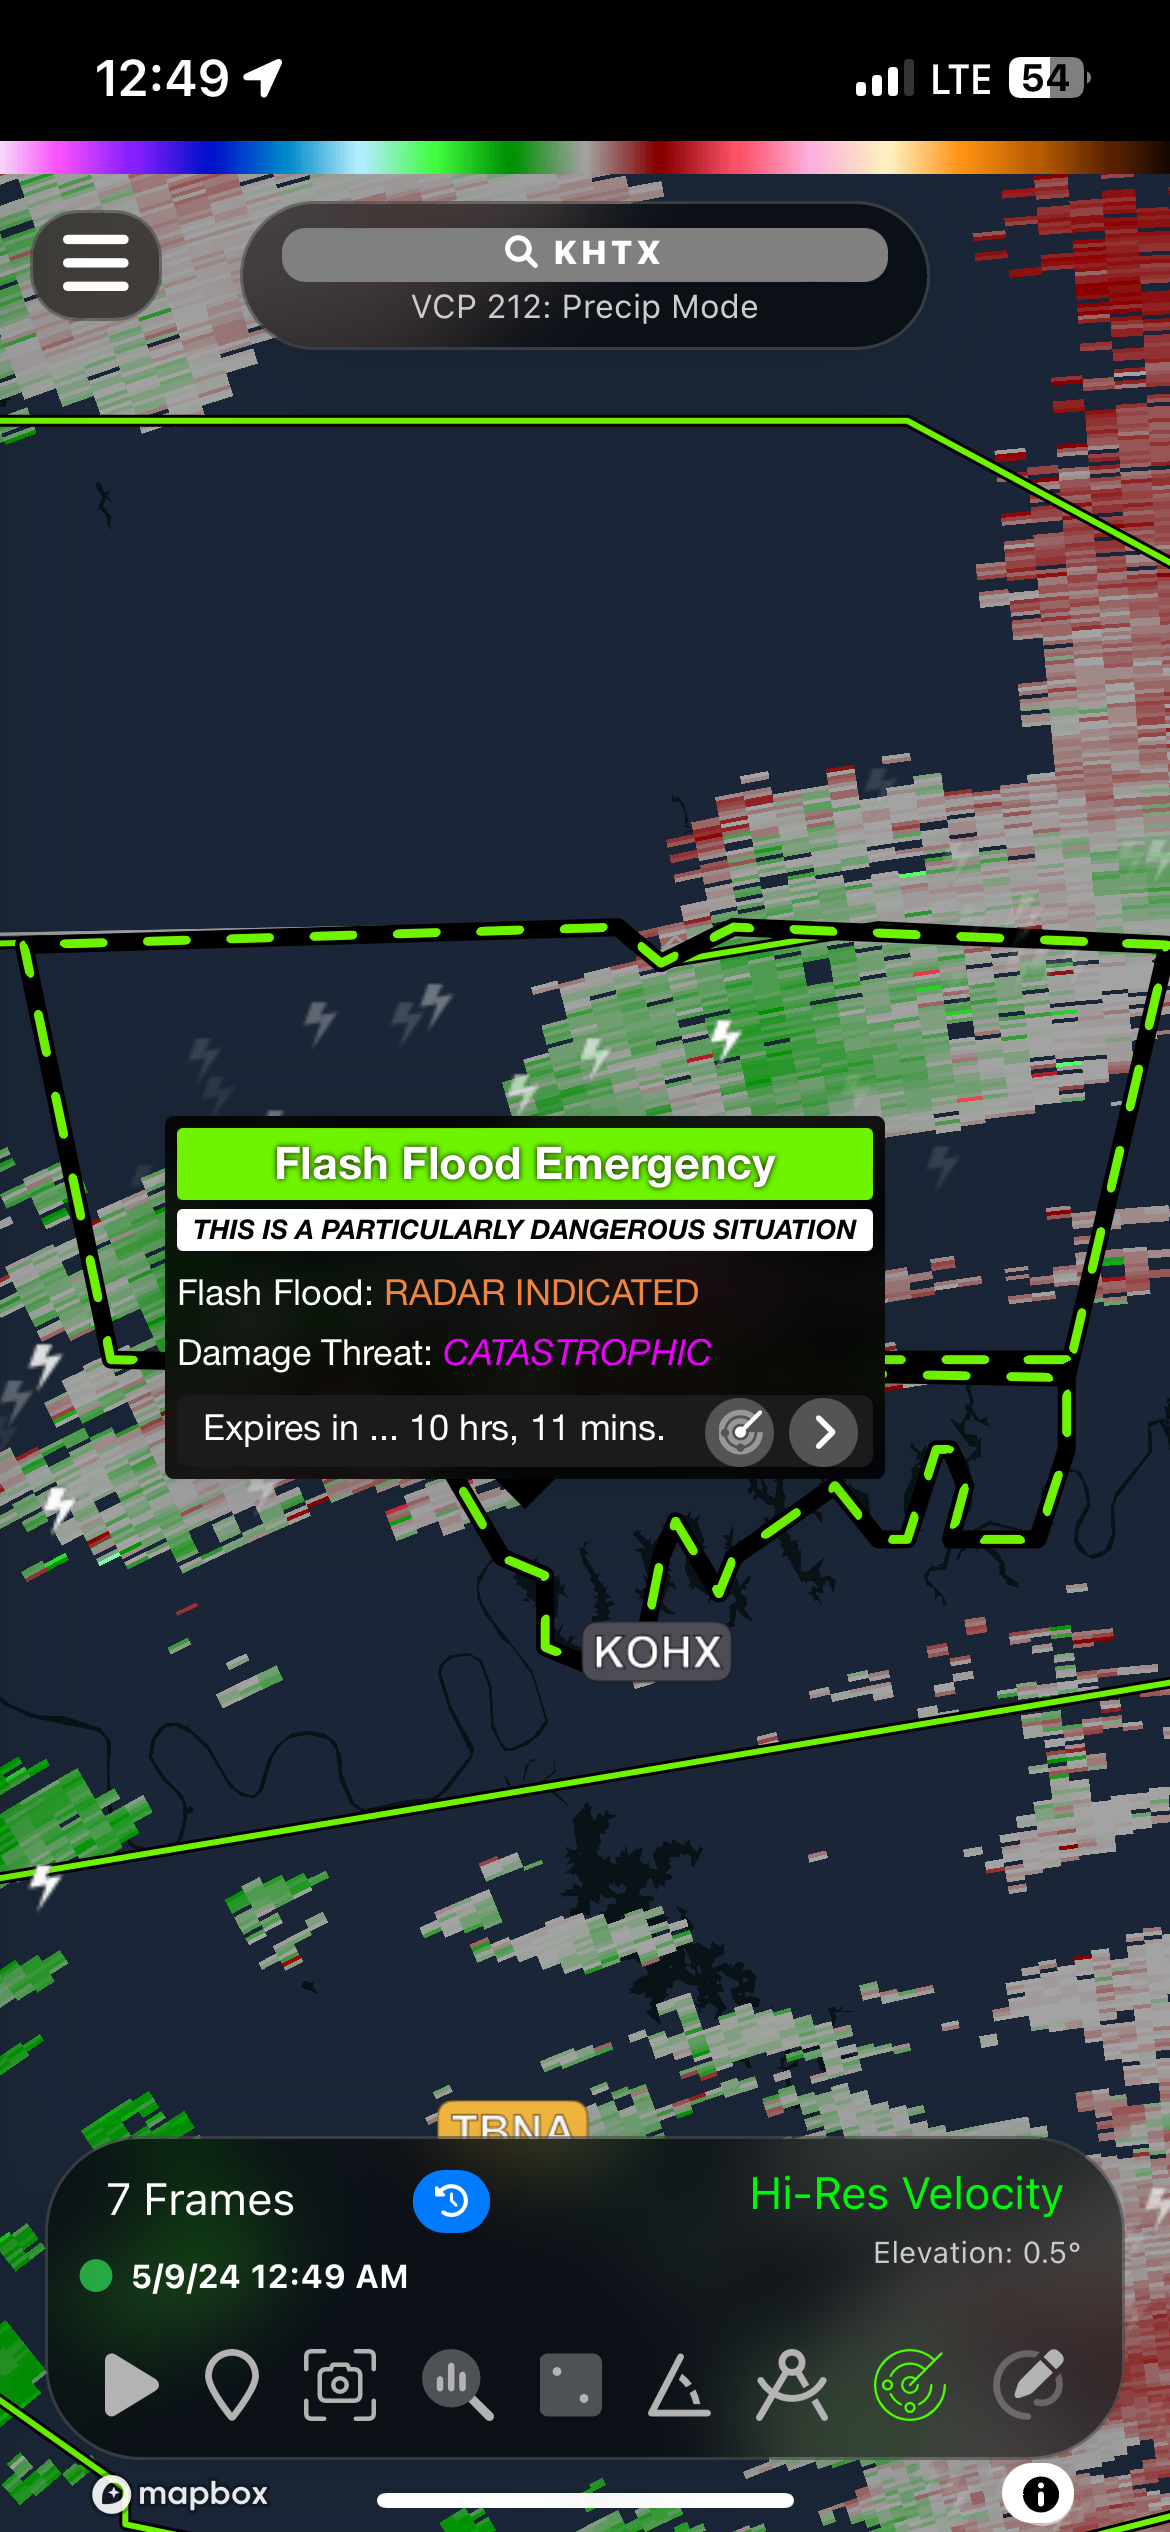 12:49
LTE 54
KHTX
VCP 212: Precip Mode
Flash Flood Emergency
THIS IS A PARTICULARLY DANGEROUS SITUATION
Flash Flood: RADAR INDICATED
Damage Threat: CATASTROPHIC
Expires in ... 10 hrs, 11 mins.
KOHX
TBNA
7 Frames
Hi-Res Velocity
Elevation: 0.5°
5/9/24 12:49 AM
mapbox